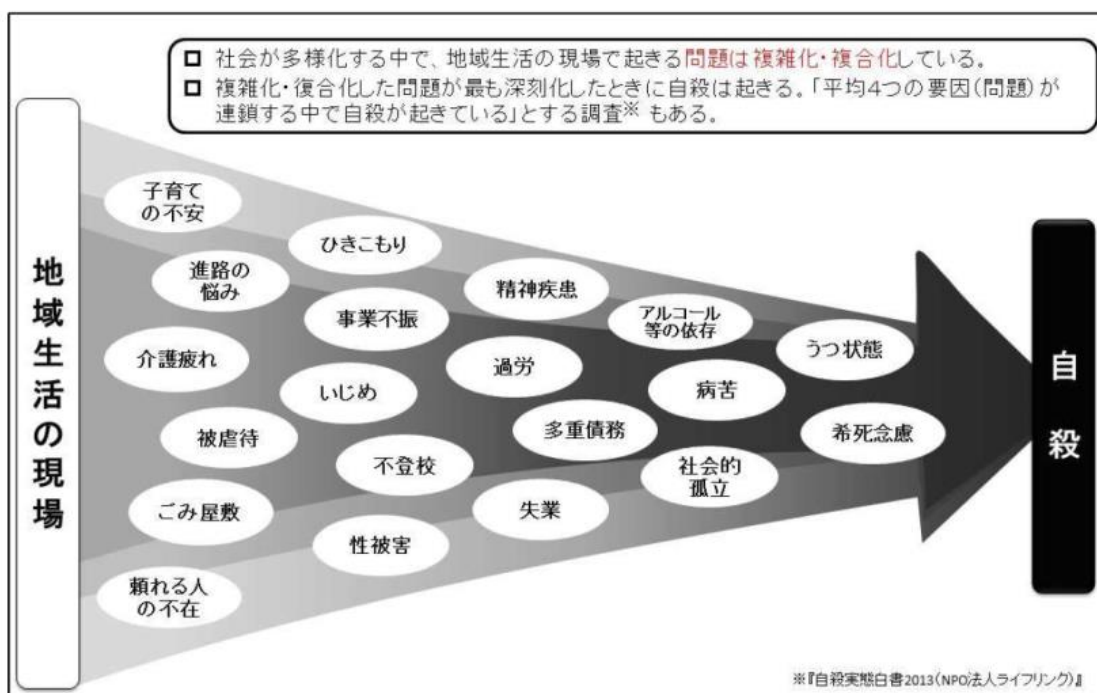 □ 社会が多様化する中で、地域生活の現場で起きる問題は複雑化・複合化している。
□ 複雑化・復合化した問題が最も深刻化したときに自殺は起きる。「平均4つの要因(問題)が
連鎖する中で自殺が起きている」とする調査※ もある。
地域生活の現場
子育て
の不安
進路の
悩み
介護疲れ
被虐待
ごみ屋敷
頼れる人
の不在
ひきこもり
事業不振
いじめ
不登校
性被害
精神疾患
過労
多重債務
失業
アルコール
等の依存
病苦
社会的
孤立
うつ状態
希死念慮
自殺
※『自殺実態白書2013(NPO法人ライフリンク)』